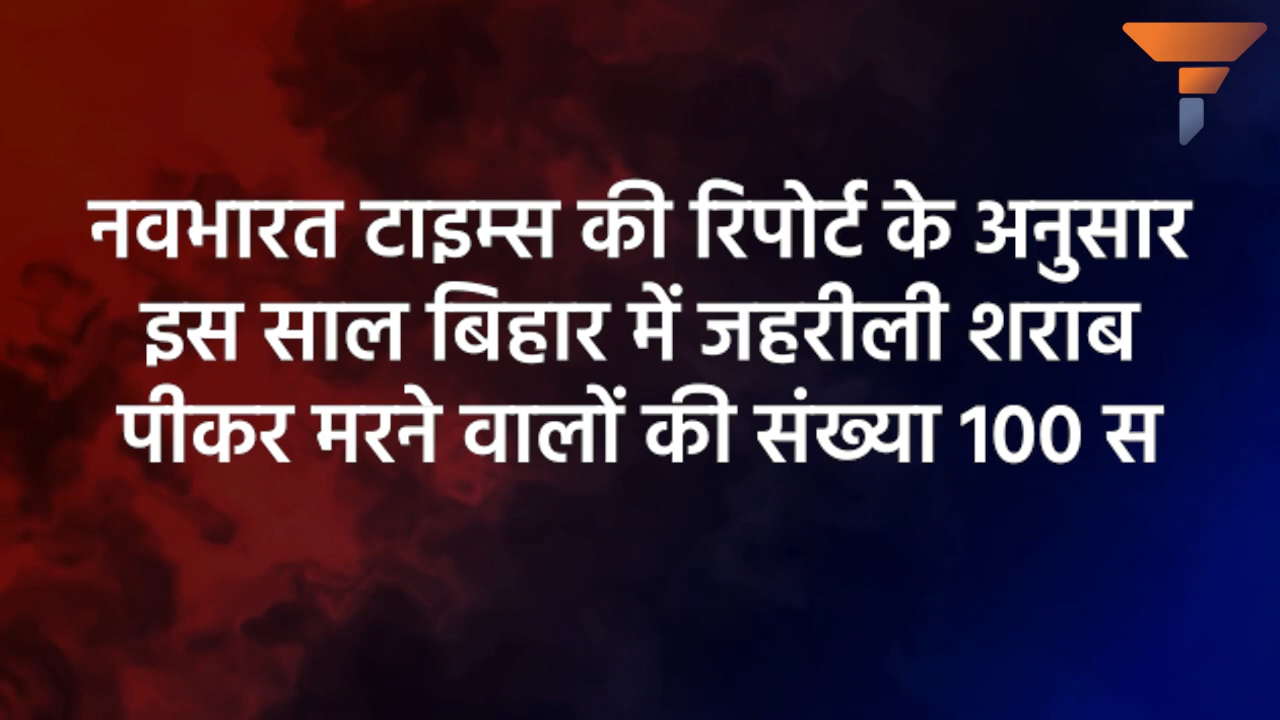 नवभारत टाइम्स की रिपोर्ट के अनुसार
इस साल बिहार में जहरीली शराब
पीकर मरने वालों की संख्या 100 स